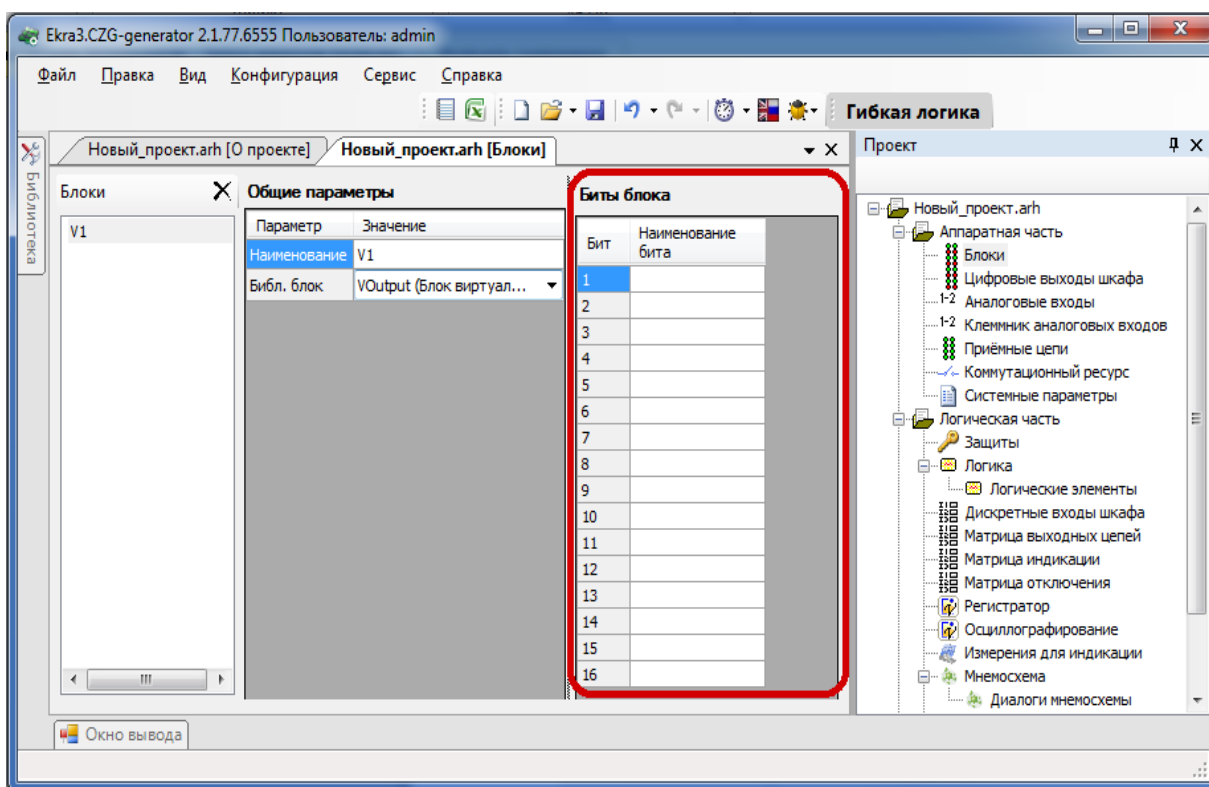 Ekra3.CZG-generator 2.1.77.6555 Пользователь: admin
Файл Правка Вид Конфигурация Сервис Справка
Гибкая логика
Библиотека
Новый_проект.arh [О проекте]
Новый_проект.arh [Блоки]
Блоки
V1
Общие параметры
Параметр Значение
Наименование V1
Библ. блок VOutput (Блок виртуал...
Биты блока
Бит Наименование
бита
1
2
3
4
5
6
7
8
9
10
11
12
13
14
15
16
Проект
Новый_проект.arh
Аппаратная часть
Блоки
Цифровые выходы шкафа
1-2 Аналоговые входы
1-2 Клеммник аналоговых входов
Приёмные цепи
Коммутационный ресурс
Системные параметры
Логическая часть
Защиты
Логика
Логические элементы
Дискретные входы шкафа
Матрица выходных цепей
Матрица индикации
Матрица отключения
Регистратор
Осциллографирование
Измерения для индикации
Мнемосхема
Диалоги мнемосхемы
Окно вывода